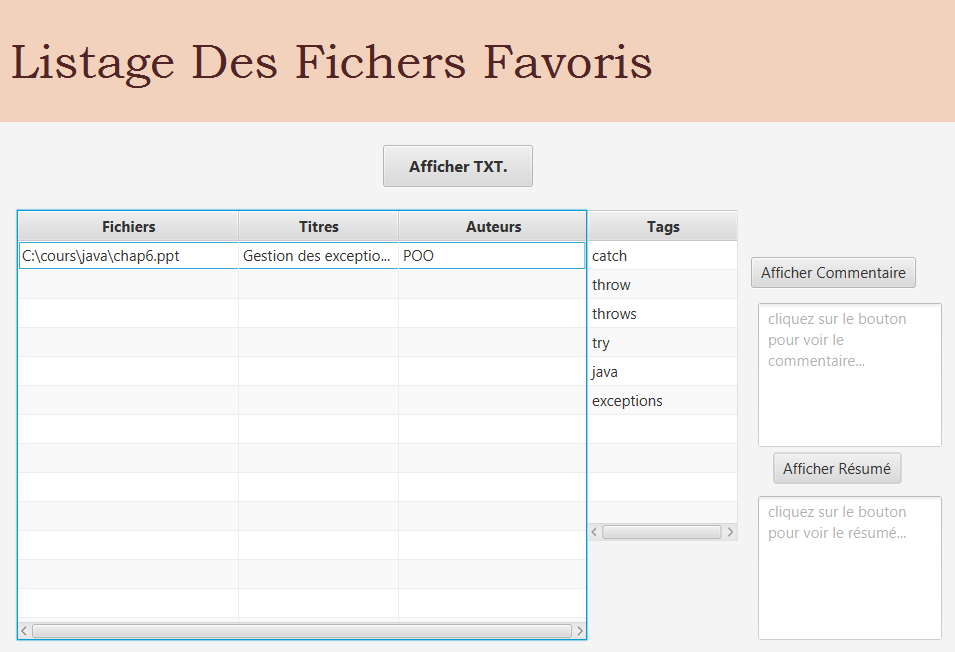 Listage Des Fichers Favoris
Afficher TXT.
Fichiers Titres Auteurs Tags
C:\cours\java\chap6.ppt Gestion des exceptio... POO catch
throw
throws
try
java
exceptions
Afficher Commentaire
cliquez sur le bouton
pour voir le
commentaire...
Afficher Résumé
cliquez sur le bouton
pour voir le résumé...